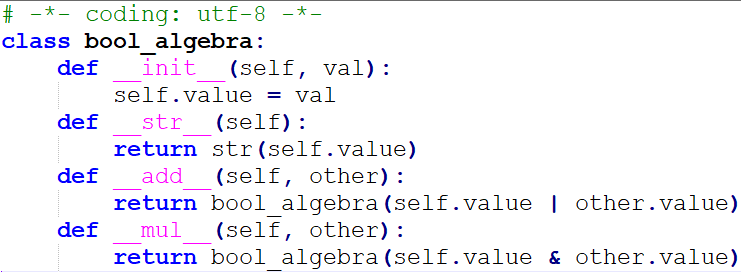 # -*- coding: utf-8 -*-
class bool_algebra:
    def __init__(self, val):
        self.value = val
    def __str__(self):
        return str(self.value)
    def __add__(self, other):
        return bool_algebra(self.value | other.value)
    def __mul__(self, other):
        return bool_algebra(self.value & other.value)